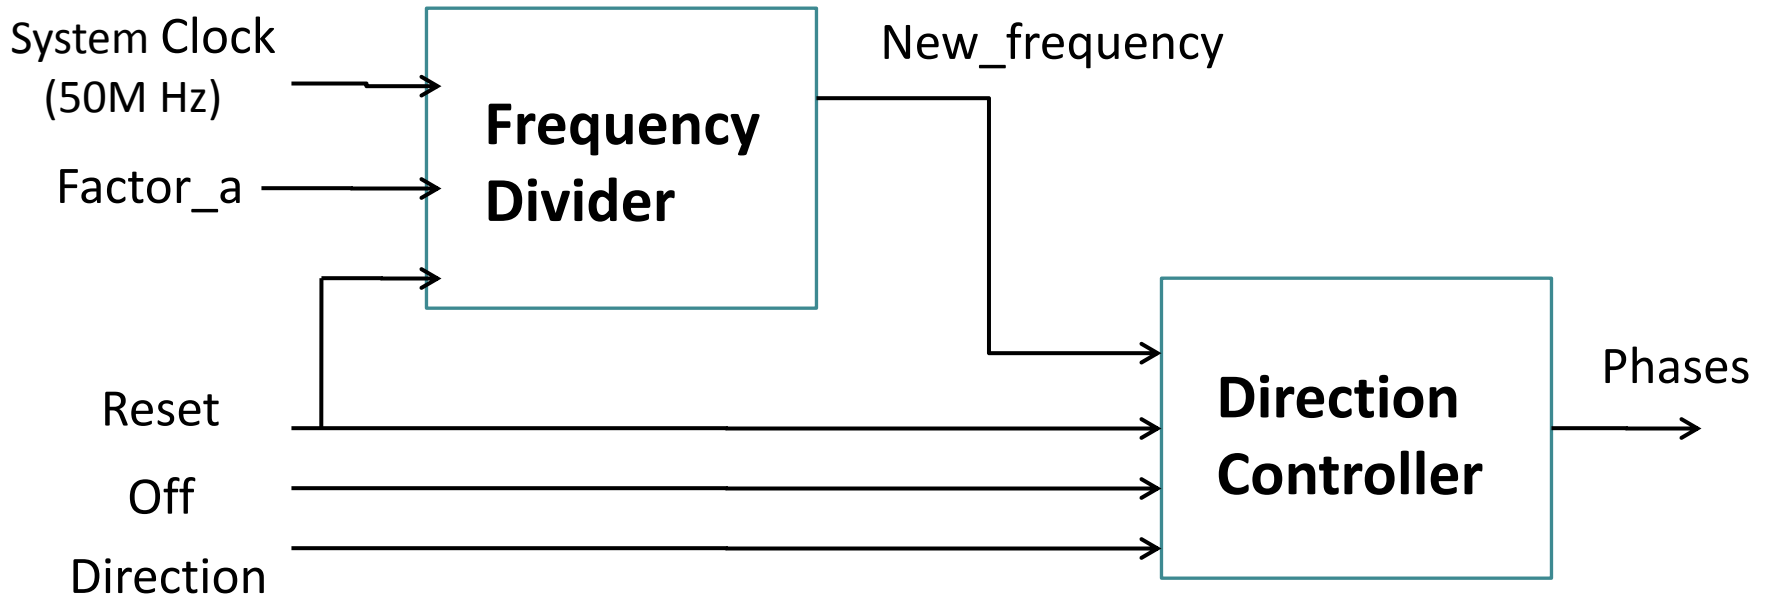 System Clock
(50M Hz)
New_frequency
Frequency
Divider
Factor_a
Reset
Off
Direction
Direction
Controller
Phases